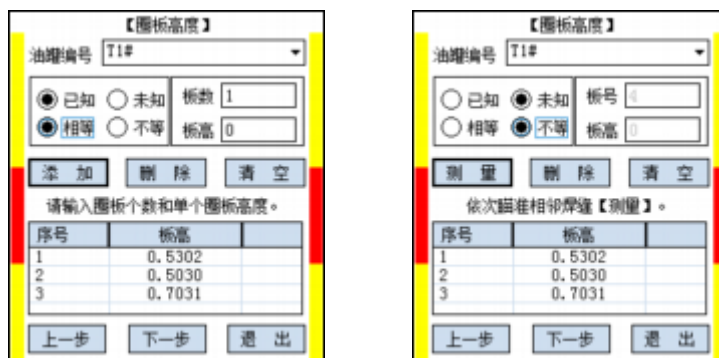 【圈板高度】
油罐编号 T1#
已知 未知 板数 1
相等 不等 板高 0
添 加 删 除 清 空
请输入圈板个数和单个圈板高度。
序号 板高
1 0.5302
2 0.5030
3 0.7031
上一步 下一步 退 出
【圈板高度】
油罐编号 T1#
已知 未知 板号 4
相等 不等 板高 0
测 量 删 除 清 空
依次瞄准相邻焊缝【测量】。
序号 板高
1 0.5302
2 0.5030
3 0.7031
上一步 下一步 退 出